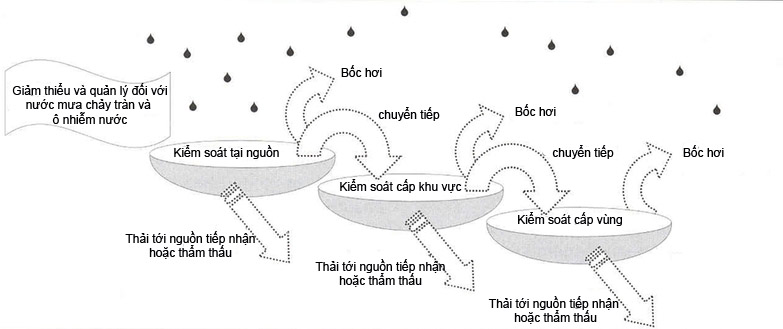 Giảm thiểu và quản lý đối với
nước mưa chảy tràn và
ô nhiễm nước
Bốc hơi
chuyển tiếp
Kiểm soát tại nguồn
Thải tới nguồn tiếp nhận
hoặc thẩm thấu
Bốc hơi
chuyển tiếp
Kiểm soát cấp khu vực
Thải tới nguồn tiếp nhận
hoặc thẩm thấu
Bốc hơi
Kiểm soát cấp vùng
Thải tới nguồn tiếp nhận
hoặc thẩm thấu